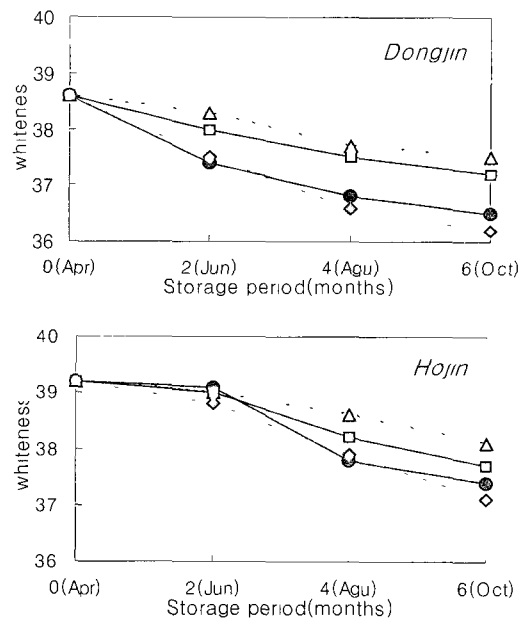 40
Dongjin
39
38
37
36
whitenes
0(Apr) 2(Jun) 4(Agu) 6(Oct)
Storage period(months)
40
Hojin
39
38
37
36
whiteness
0(Apr) 2(Jun) 4(Agu) 6(Oct)
Storage period(months)